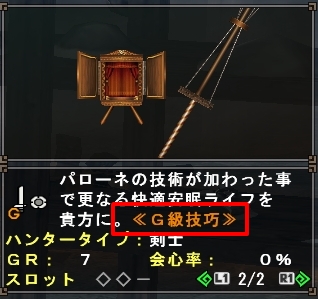 パローネの技術が加わった事
で更なる快適安眠ライフを
貴方に。≪Ｇ級技巧≫
G
ハンタータイプ：剣士
ＧＲ： 7 会心率： 0％
スロット ◇◇― L1 2/2 R1